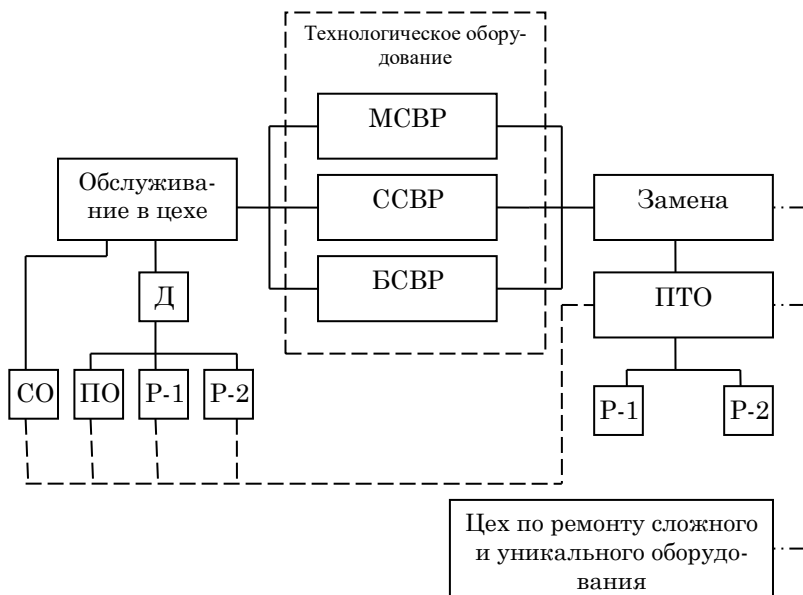 Технологическое обору-
дование
МСВР
Обслужива-
ние в цехе
ССВР
Замена
БСВР
Д
ПТО
СО
ПО
Р-1
Р-2
Р-1
Р-2
Цех по ремонту сложного
и уникального оборудо-
вания